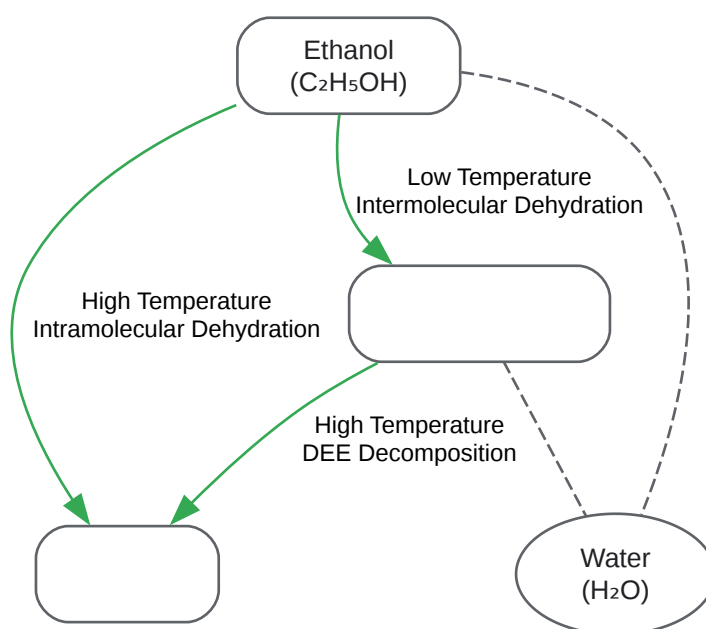 Ethanol
(C₂H₅OH)
Low Temperature
Intermolecular Dehydration
High Temperature
Intramolecular Dehydration
High Temperature
DEE Decomposition
Water
(H₂O)